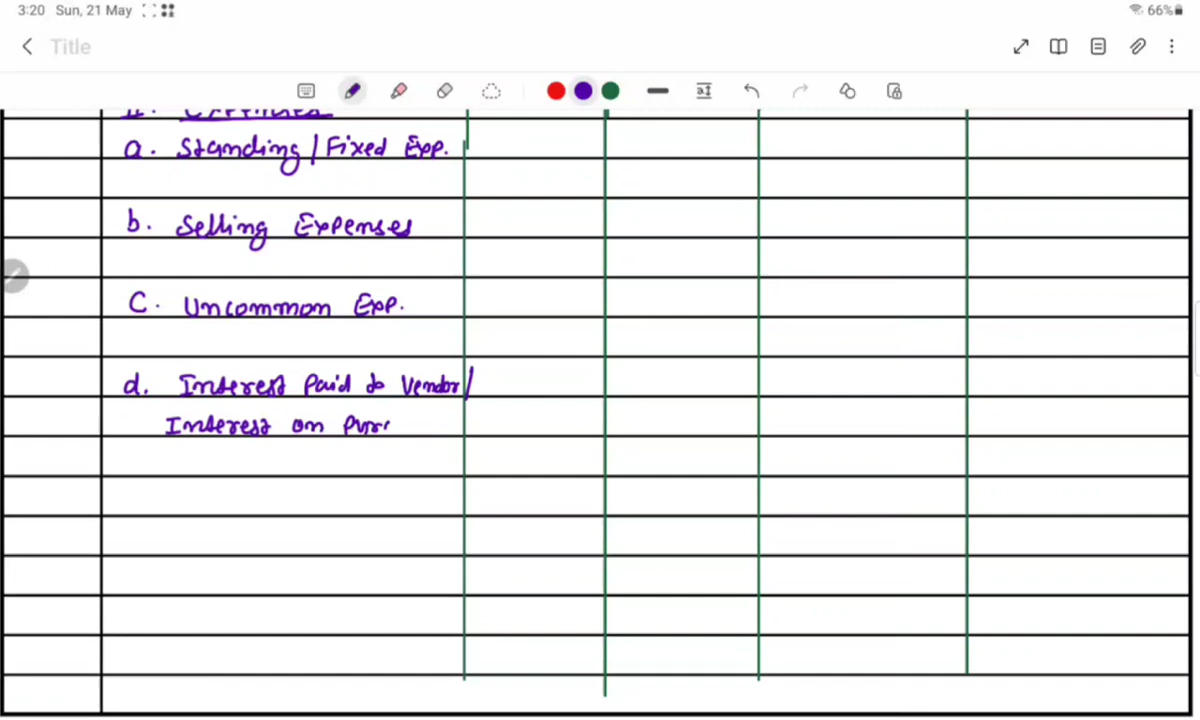 3:20 Sun, 21 May
66%
Title
a. Standing / Fixed Exp.
b. Selling Expenses
C. Uncommon Exp.
d. Interest Paid to Vendor /
Interest on